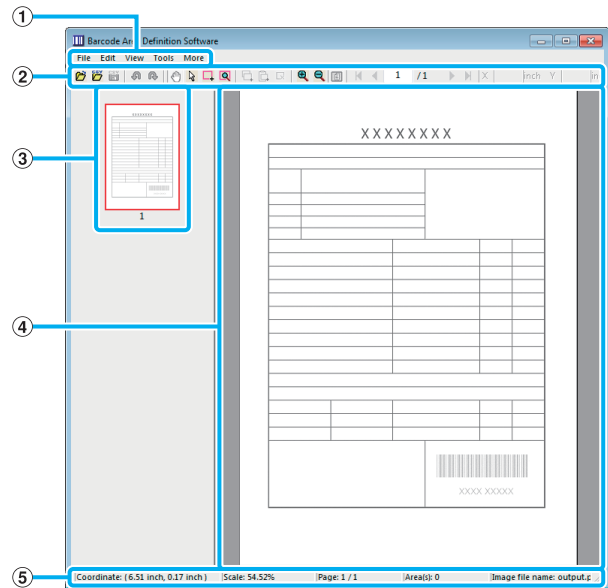 1
Barcode Area Definition Software
File Edit View Tools More
2
1 /1 X inch Y in
3
XXXXXXXX
1
XXXXXXXX
4
XXXX XXXXX
5
Coordinate: ( 6.51 inch, 0.17 inch ) Scale: 54.52% Page: 1 / 1 Area(s): 0 Image file name: output.p